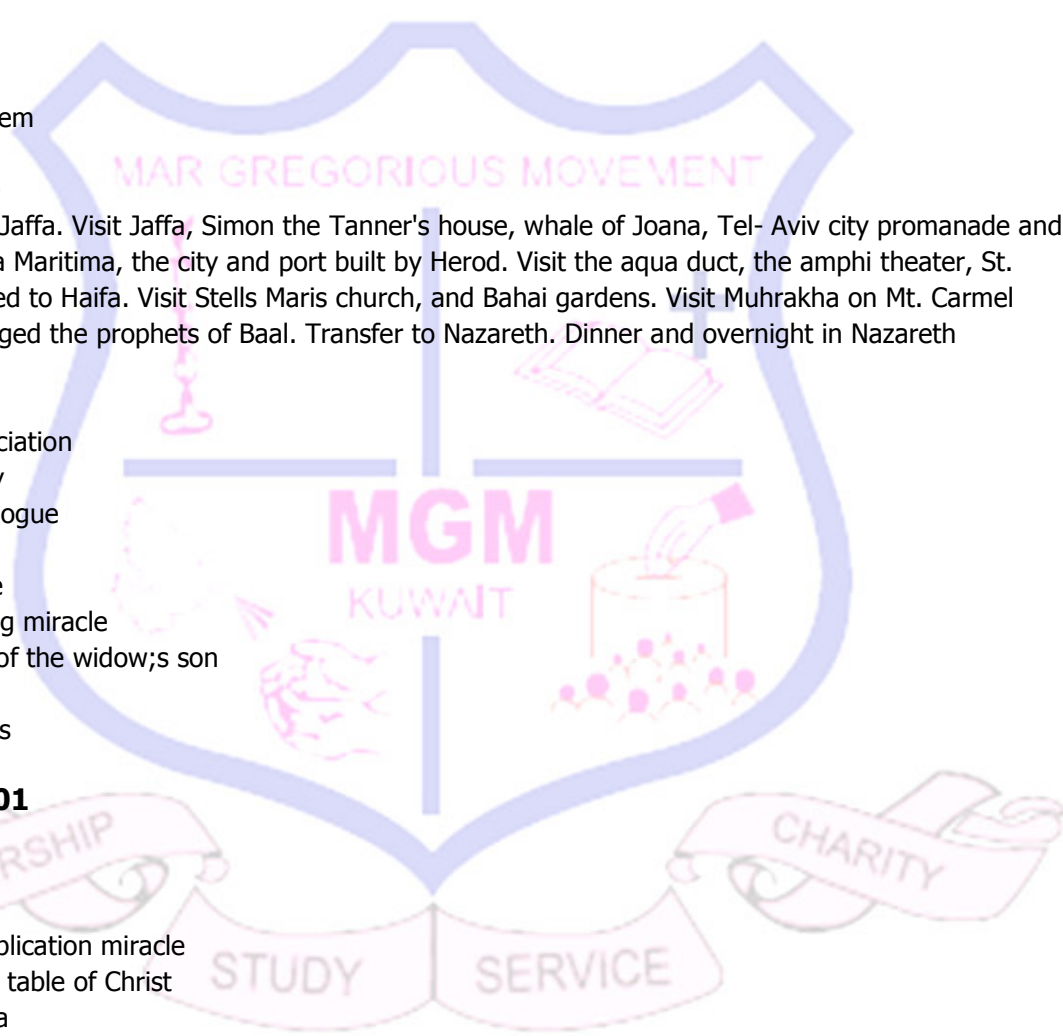 em
MAR GREGORIOUS MOVEMENT
Jaffa. Visit Jaffa, Simon the Tanner's house, whale of Joana, Tel- Aviv city promanade and
a Maritima, the city and port built by Herod. Visit the aqua duct, the amphi theater, St.
ed to Haifa. Visit Stells Maris church, and Bahai gardens. Visit Muhrakha on Mt. Carmel
ged the prophets of Baal. Transfer to Nazareth. Dinner and overnight in Nazareth
ciation
y
ogue
MGM
e
KUWAIT
g miracle
of the widow;s son
s
01
RSHIP
CHARITY
plication miracle
table of Christ
STUDY
SERVICE
a